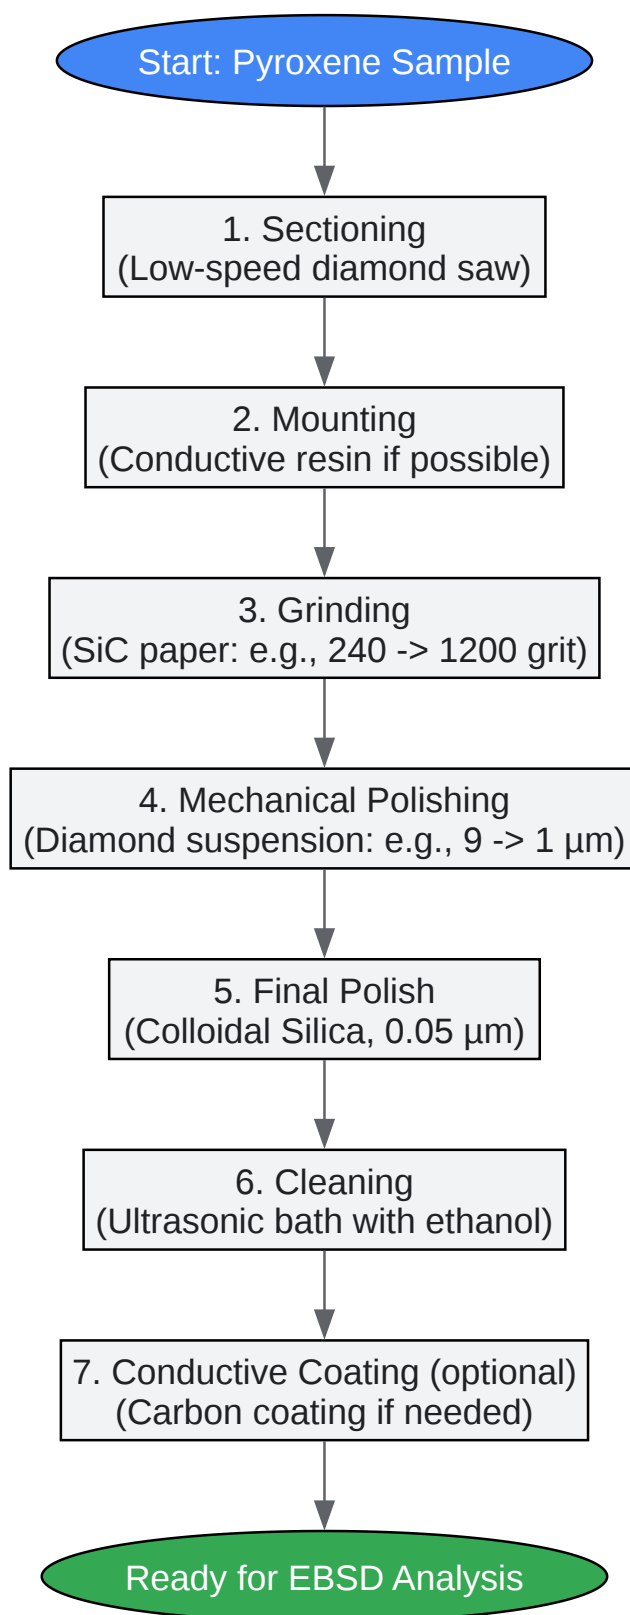 Start: Pyroxene Sample
1. Sectioning
(Low-speed diamond saw)
2. Mounting
(Conductive resin if possible)
3. Grinding
(SiC paper: e.g., 240 -> 1200 grit)
4. Mechanical Polishing
(Diamond suspension: e.g., 9 -> 1 µm)
5. Final Polish
(Colloidal Silica, 0.05 µm)
6. Cleaning
(Ultrasonic bath with ethanol)
7. Conductive Coating (optional)
(Carbon coating if needed)
Ready for EBSD Analysis